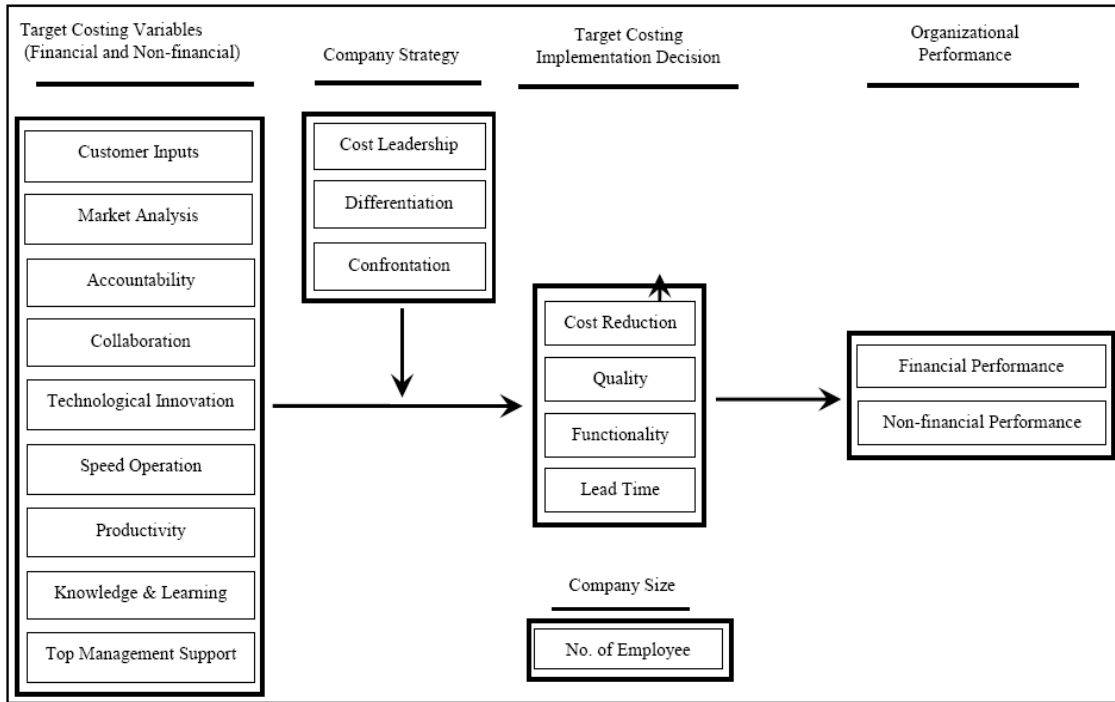 Target Costing Variables
(Financial and Non-financial)
Customer Inputs
Market Analysis
Accountability
Collaboration
Technological Innovation
Speed Operation
Productivity
Knowledge & Learning
Top Management Support
Company Strategy
Cost Leadership
Differentiation
Confrontation
Target Costing
Implementation Decision
Cost Reduction
Quality
Functionality
Lead Time
Company Size
No. of Employee
Organizational
Performance
Financial Performance
Non-financial Performance